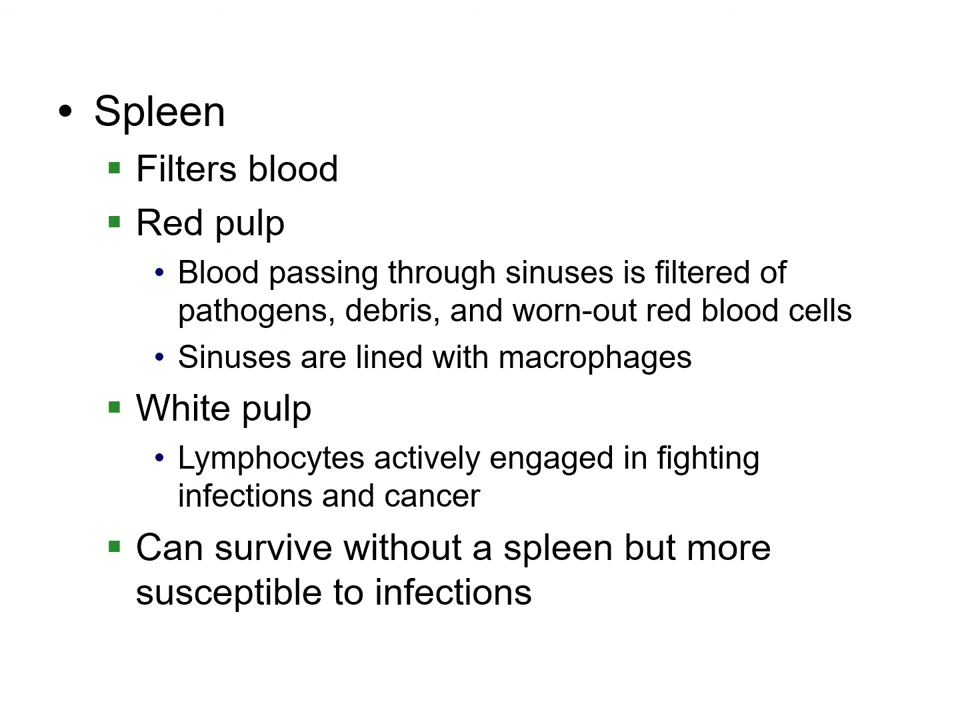 • Spleen
▪ Filters blood
▪ Red pulp
• Blood passing through sinuses is filtered of
pathogens, debris, and worn-out red blood cells
• Sinuses are lined with macrophages
▪ White pulp
• Lymphocytes actively engaged in fighting
infections and cancer
▪ Can survive without a spleen but more
susceptible to infections